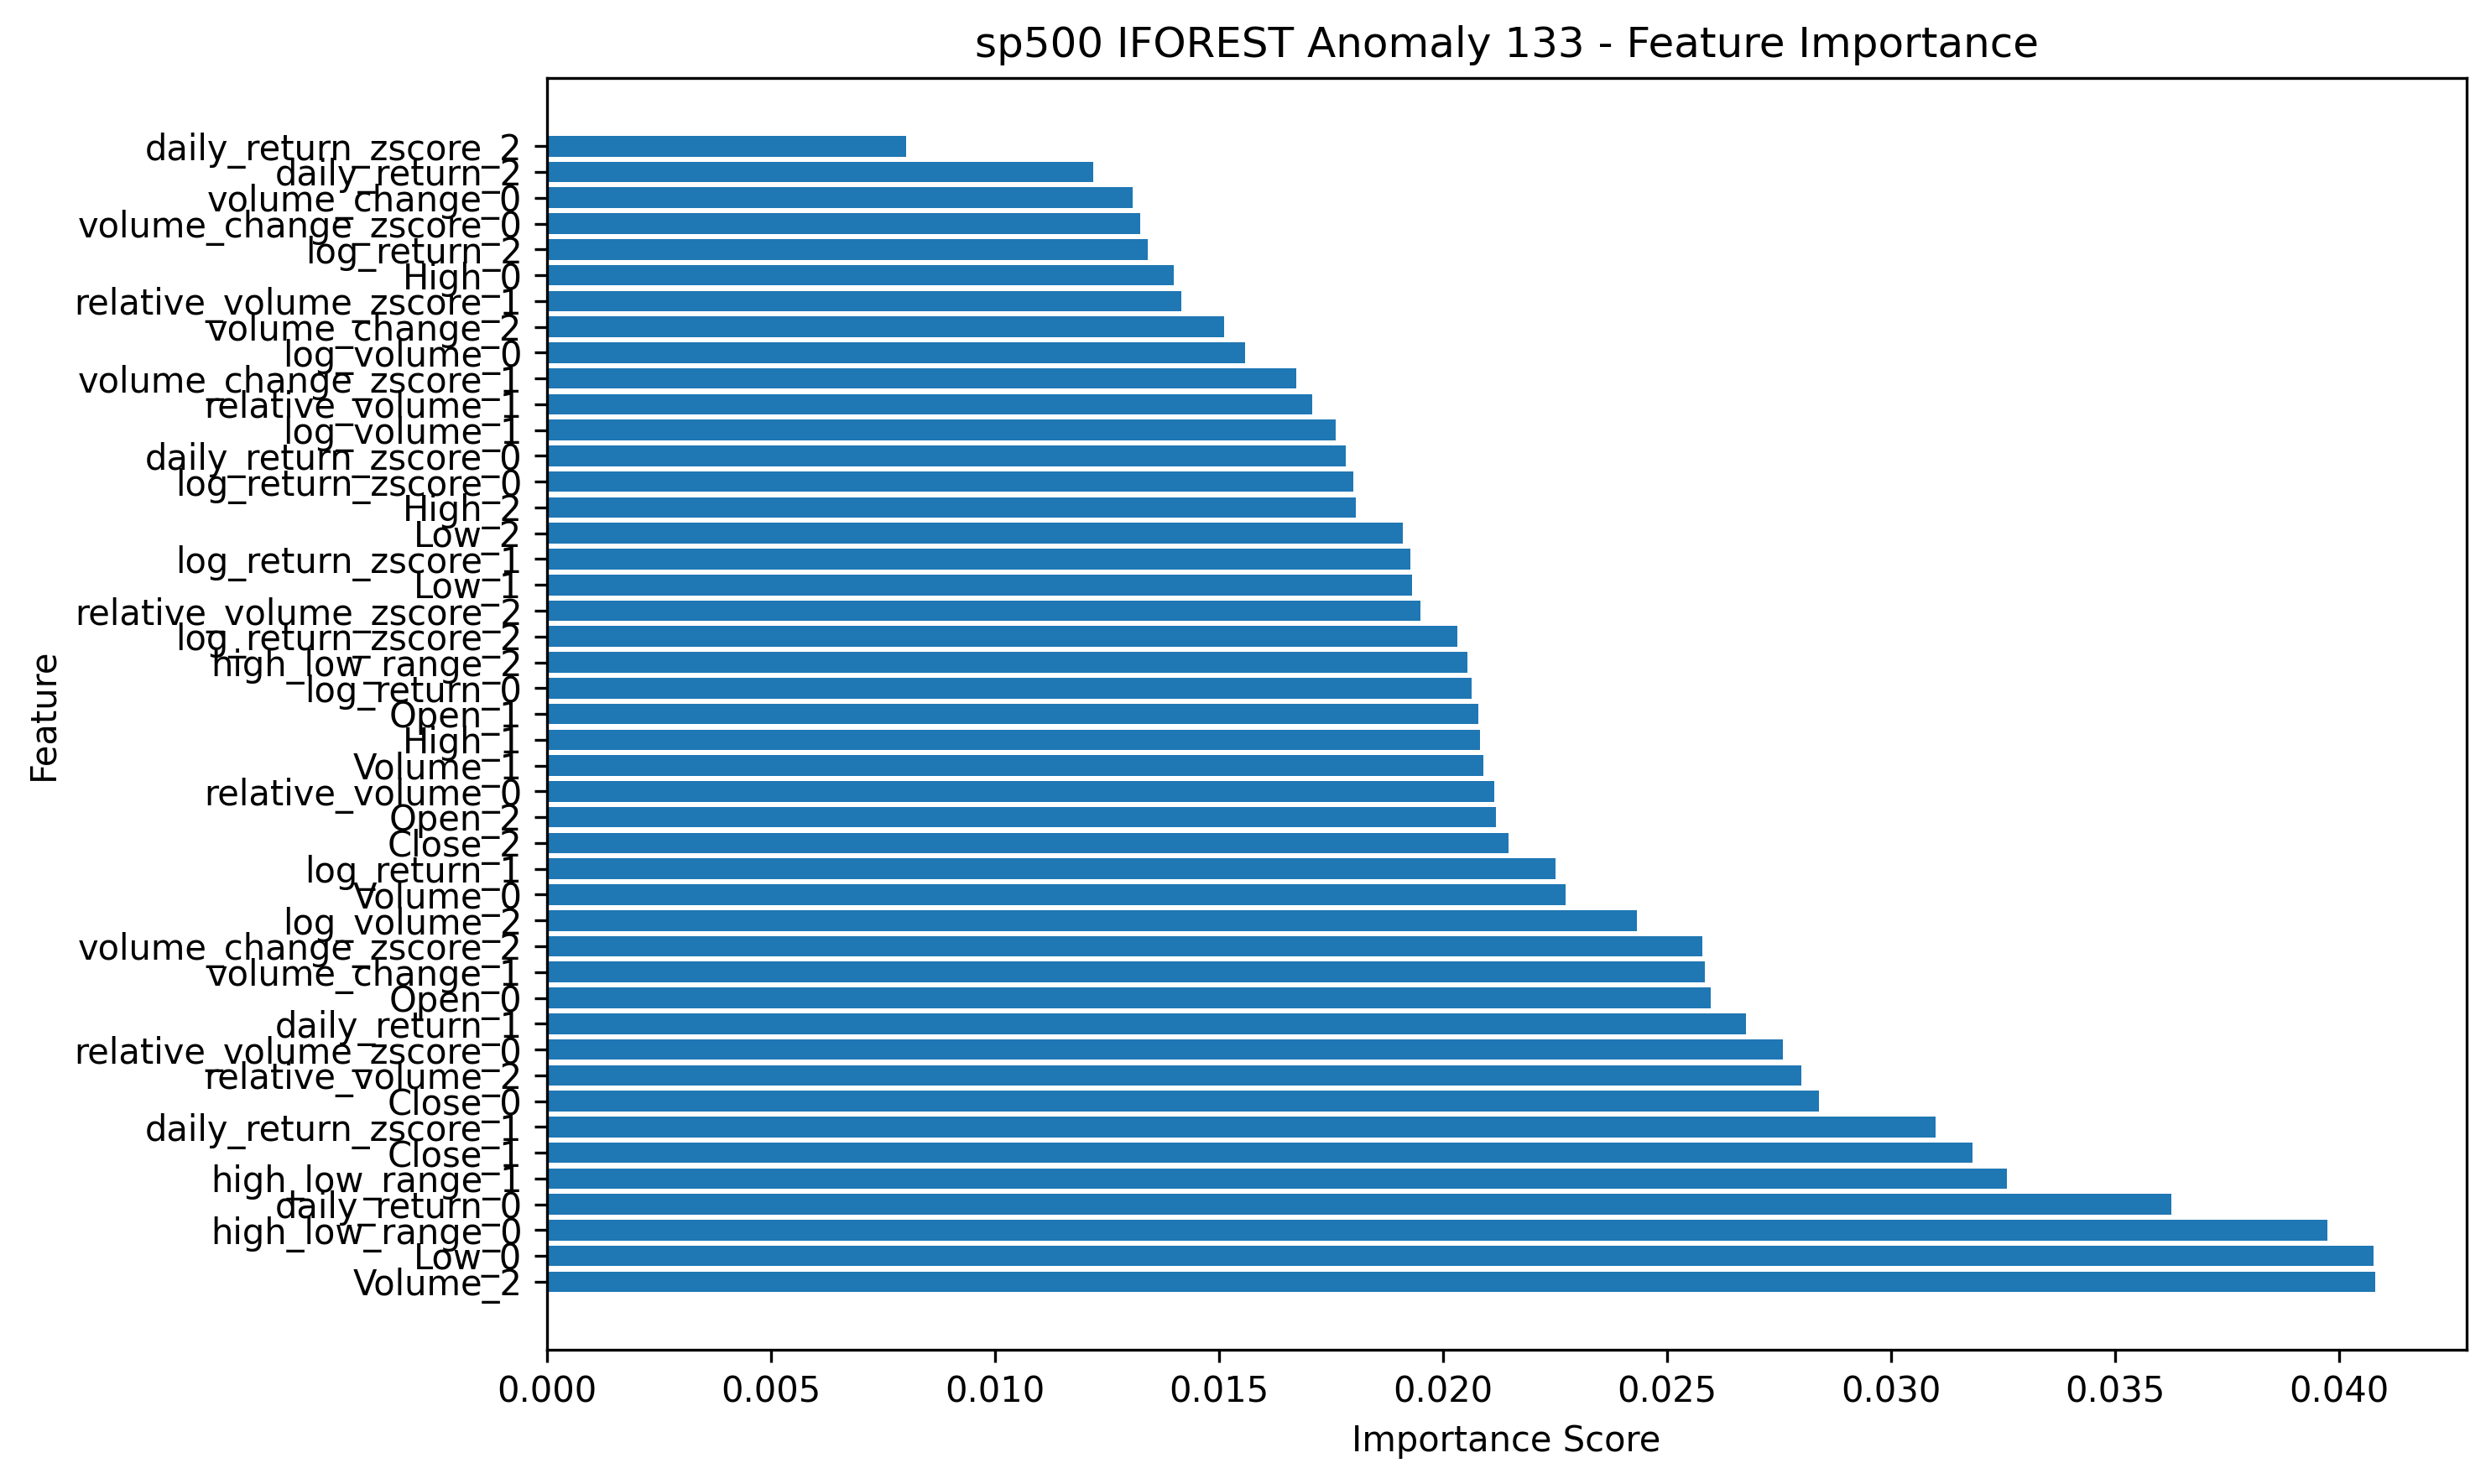 sp500 IFOREST Anomaly 133 - Feature Importance
daily_return_zscore_2
daily_return_2
volume_change_0
volume_change_zscore_0
log_return_2
High_0
relative_volume_zscore_1
volume_change_2
log_volume_0
volume_change_zscore_1
relative_volume_1
log_volume_1
daily_return_zscore_0
log_return_zscore_0
High_2
Low_2
log_return_zscore_1
Low_1
relative_volume_zscore_2
log_return_zscore_2
high_low_range_2
log_return_0
Open_1
High_1
Volume_1
relative_volume_0
Open_2
Close_2
log_return_1
Volume_0
log_volume_2
volume_change_zscore_2
volume_change_1
Open_0
daily_return_1
relative_volume_zscore_0
relative_volume_2
Close_0
daily_return_zscore_1
Close_1
high_low_range_1
daily_return_0
high_low_range_0
Low_0
Volume_2
Feature
0.000 0.005 0.010 0.015 0.020 0.025 0.030 0.035 0.040
Importance Score